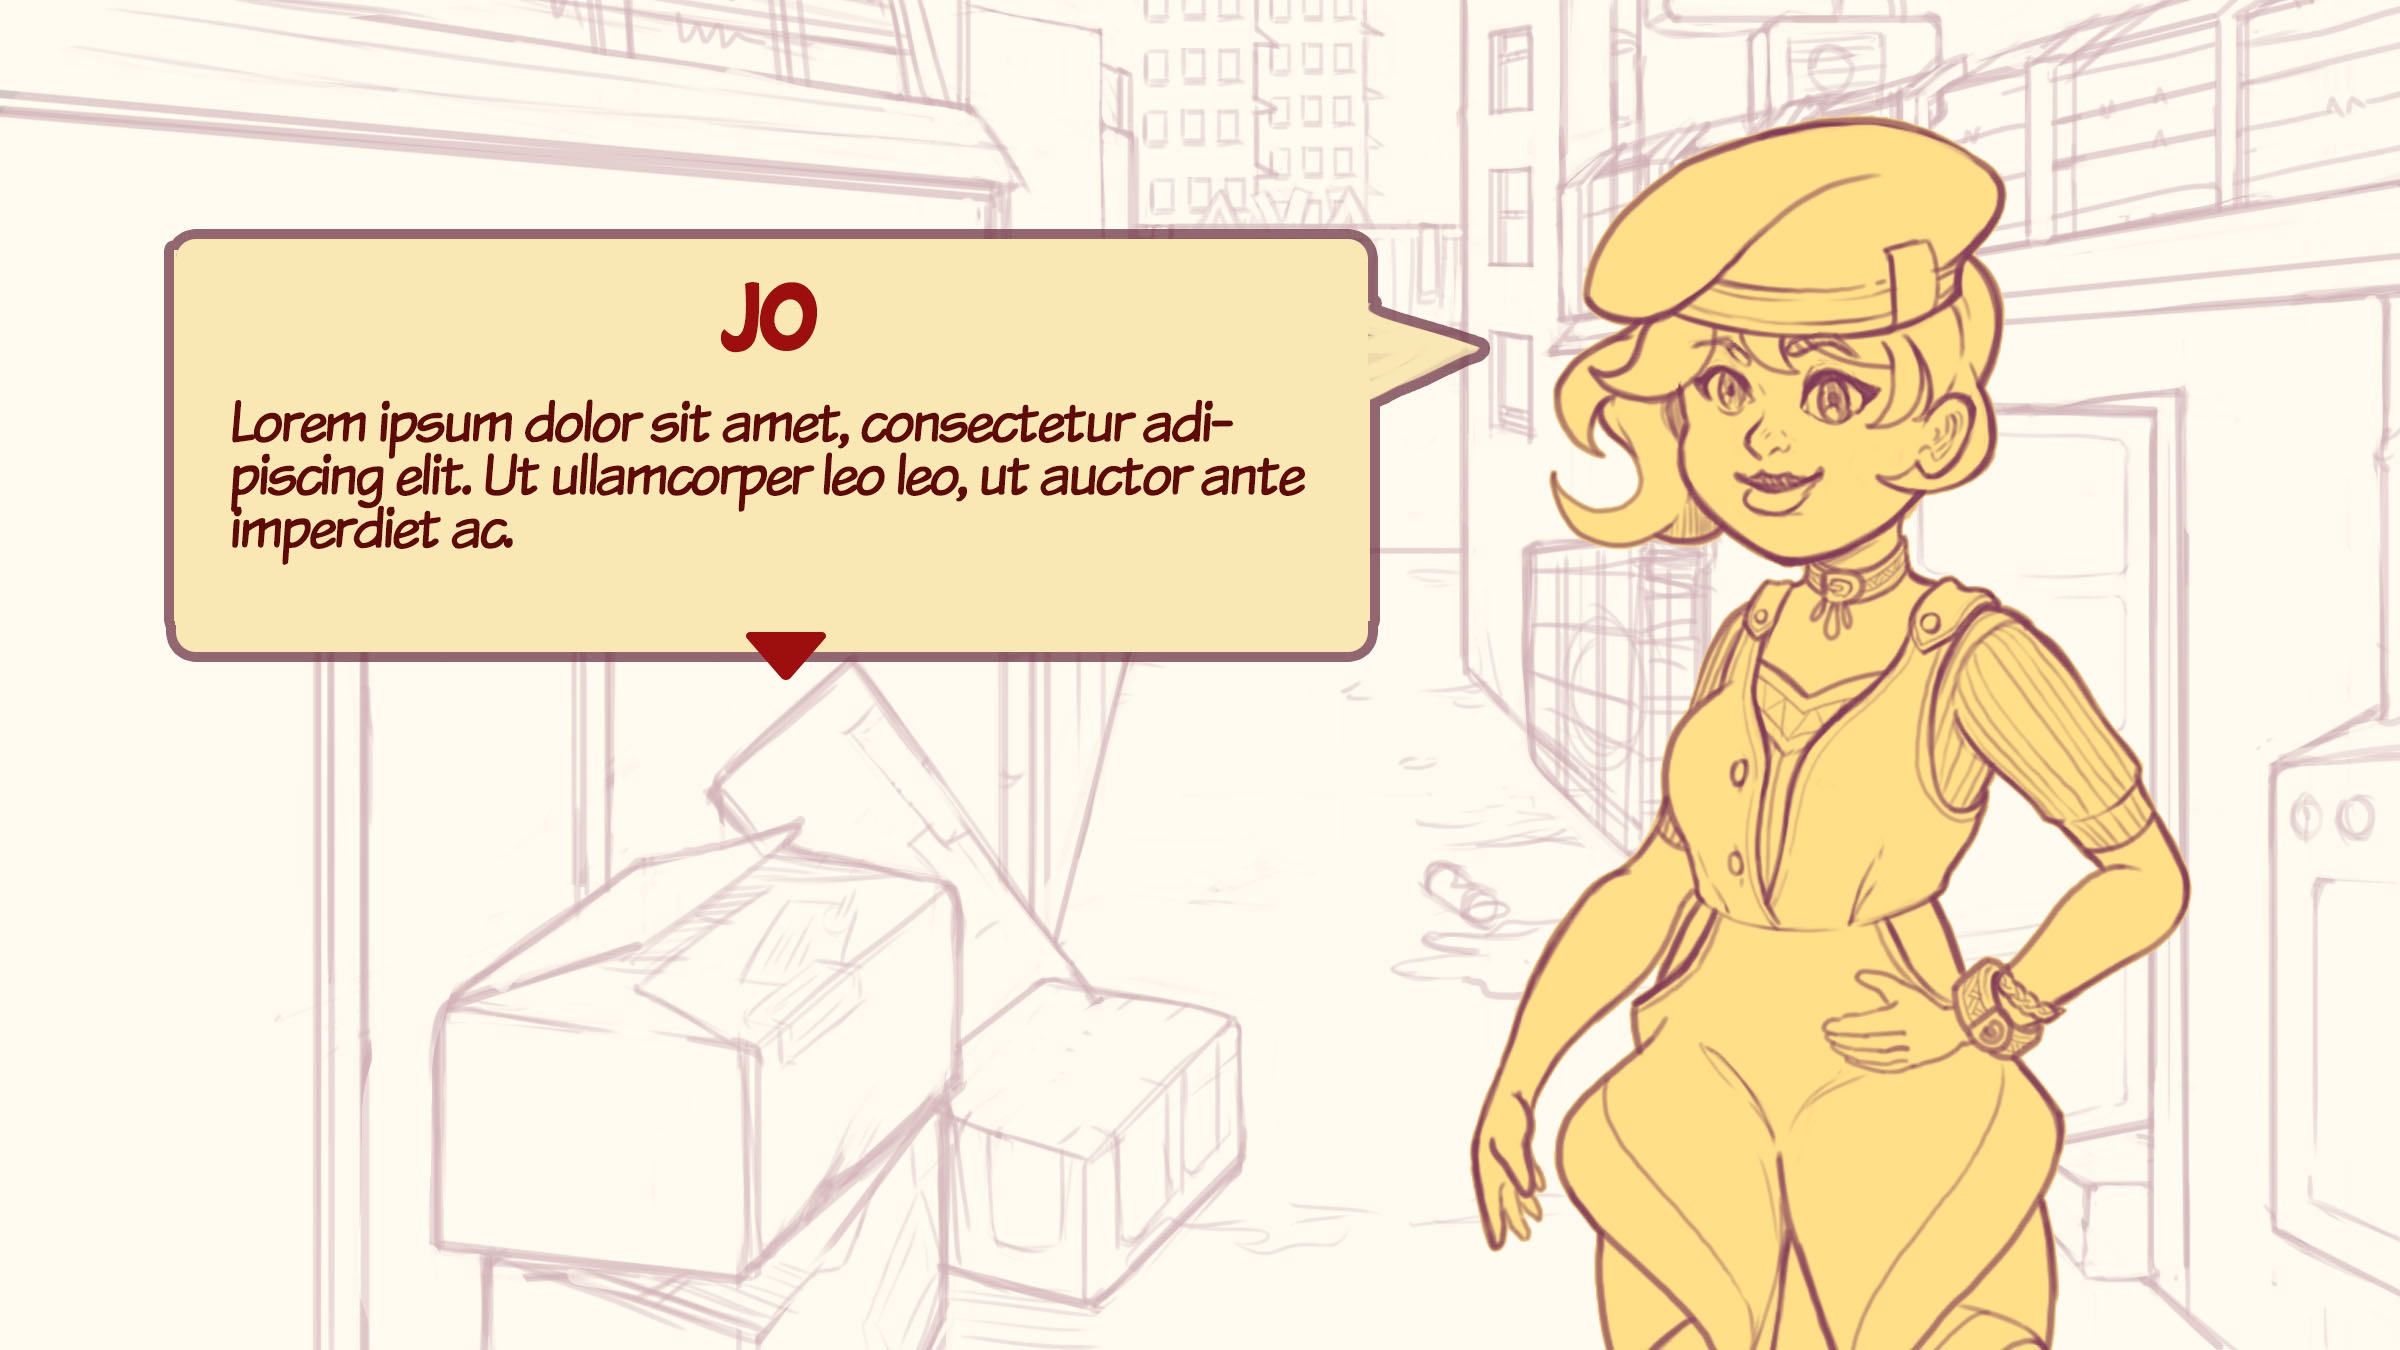 JO
Lorem ipsum dolor sit amet, consectetur adi-
piscing elit. Ut ullamcorper leo leo, ut auctor ante
imperdiet ac.